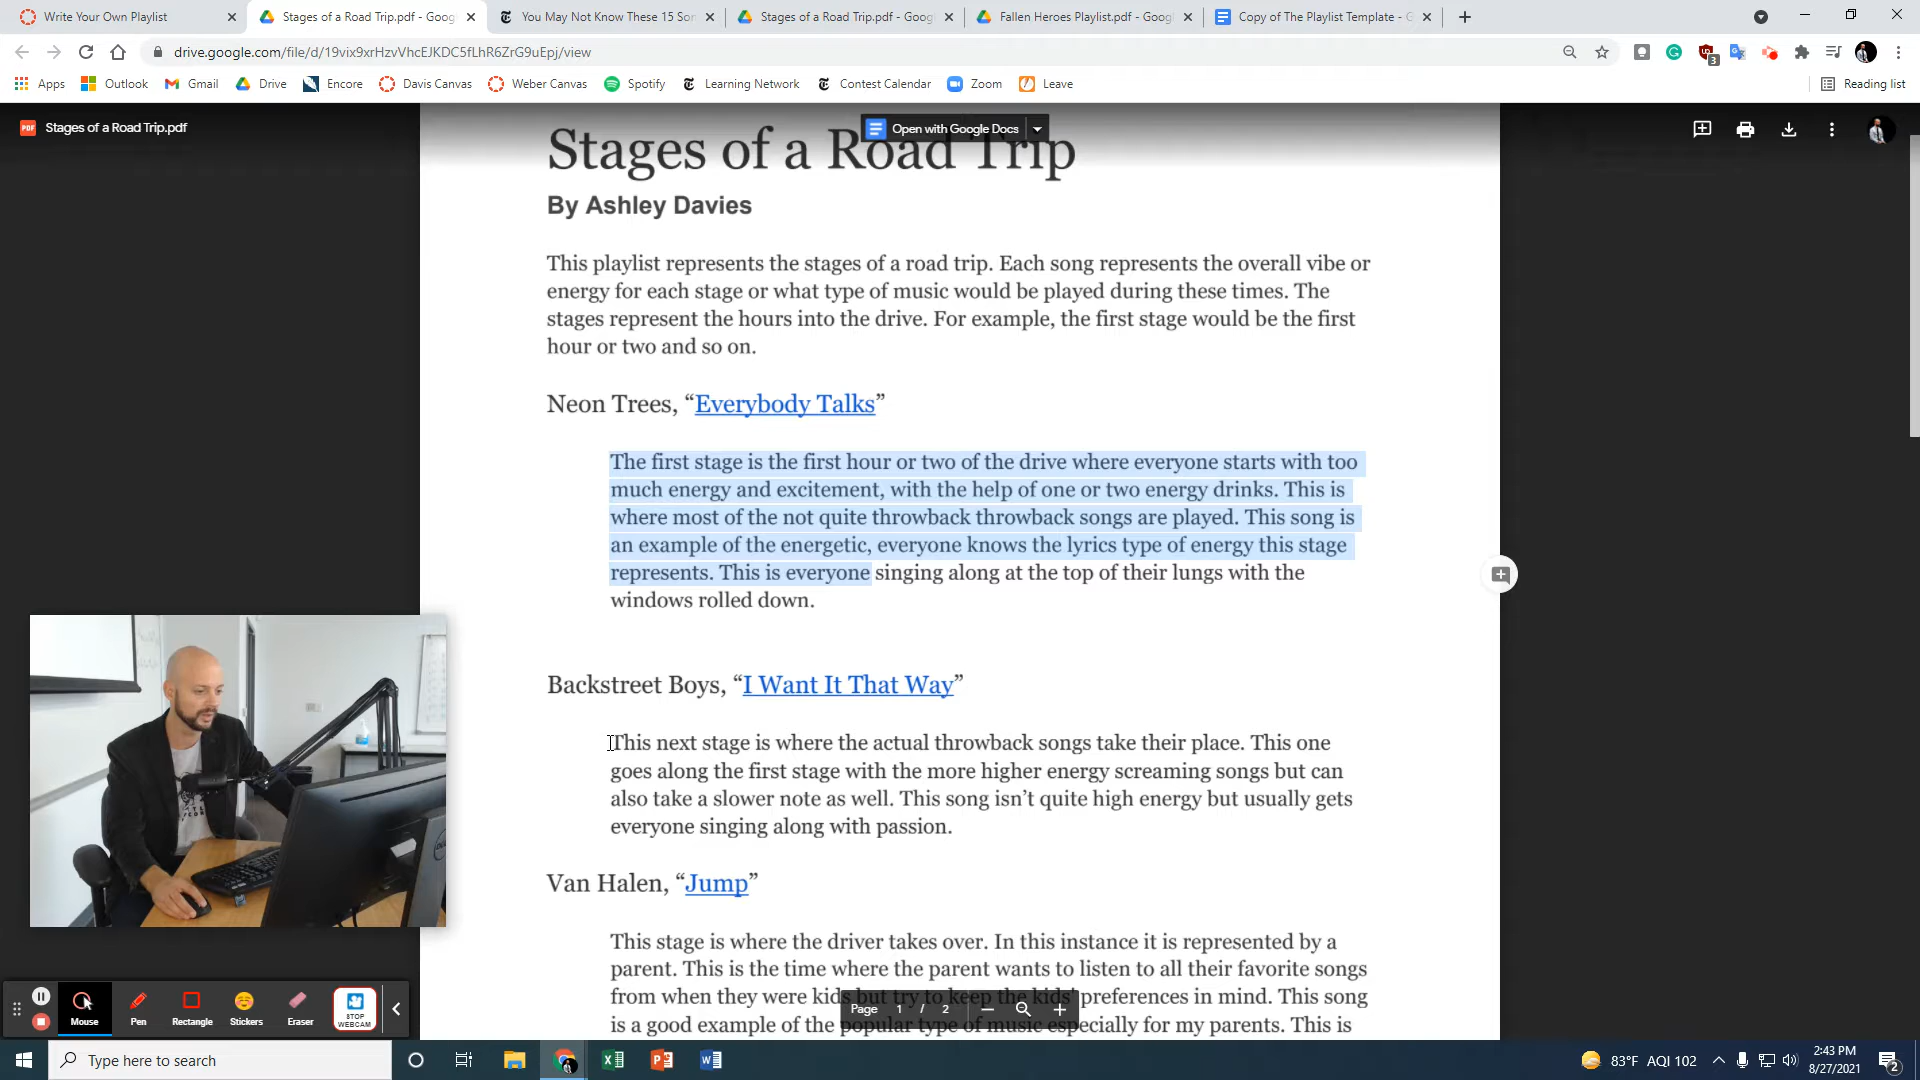 Write Your Own Playlist
Stages of a Road Trip.pdf - Goog
You May Not Know These 15 Son
Stages of a Road Trip.pdf - Goog
Fallen Heroes Playlist.pdf - Goog
Copy of The Playlist Template - G
drive.google.com/file/d/19vix9xrHzvVhcEJKDC5fLhR6ZrG9uEpj/view
3
Apps
Outlook
Gmail
Drive
Encore
Davis Canvas
Weber Canvas
Spotify
Learning Network
Contest Calendar
Zoom
Leave
Reading list
PDF
Stages of a Road Trip.pdf
Open with Google Docs
Stages of a Road Trip
By Ashley Davies
This playlist represents the stages of a road trip. Each song represents the overall vibe or
energy for each stage or what type of music would be played during these times. The
stages represent the hours into the drive. For example, the first stage would be the first
hour or two and so on.
Neon Trees, “Everybody Talks”
The first stage is the first hour or two of the drive where everyone starts with too
much energy and excitement, with the help of one or two energy drinks. This is
where most of the not quite throwback throwback songs are played. This song is
an example of the energetic, everyone knows the lyrics type of energy this stage
represents. This is everyone singing along at the top of their lungs with the
windows rolled down.
Backstreet Boys, “I Want It That Way”
This next stage is where the actual throwback songs take their place. This one
goes along the first stage with the more higher energy screaming songs but can
also take a slower note as well. This song isn’t quite high energy but usually gets
everyone singing along with passion.
Van Halen, “Jump”
This stage is where the driver takes over. In this instance it is represented by a
parent. This is the time where the parent wants to listen to all their favorite songs
from when they were kids but try to keep the kids’ preferences in mind. This song
is a good example of the popular type of music especially for my parents. This is
Page 1 / 2
Mouse
Pen
Rectangle
Stickers
Eraser
STOP
WEBCAM
Type here to search
83°F AQI 102
2:43 PM
8/27/2021
2